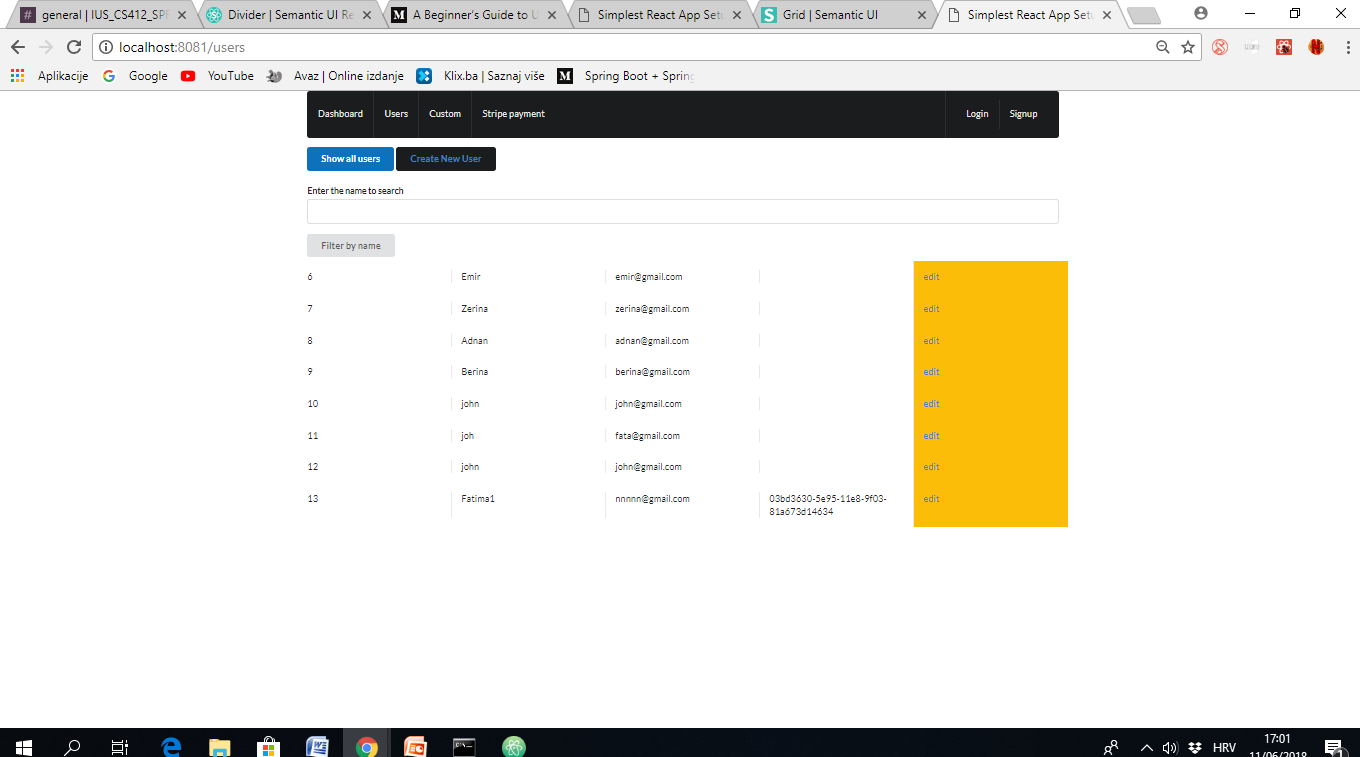 general | IUS_CS412_SPR
Divider | Semantic UI Re
A Beginner's Guide to U
Simplest React App Setu
Grid | Semantic UI
Simplest React App Setu
localhost:8081/users
Aplikacije Google YouTube Avaz | Online izdanje Klix.ba | Saznaj više M Spring Boot + Spring
Dashboard Users Custom Stripe payment Login Signup
Show all users Create New User
Enter the name to search
Filter by name
6 Emir emir@gmail.com edit
7 Zerina zerina@gmail.com edit
8 Adnan adnan@gmail.com edit
9 Berina berina@gmail.com edit
10 john john@gmail.com edit
11 joh fata@gmail.com edit
12 john john@gmail.com edit
13 Fatima1 nnnnn@gmail.com 03bd3630-5e95-11e8-9f03- edit
81a673d14634
HRV 17:01
11/06/2018